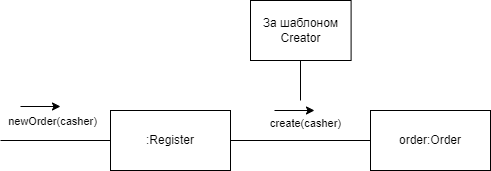 За шаблоном
Creator
newOrder(casher)
create(casher)
:Register
order:Order